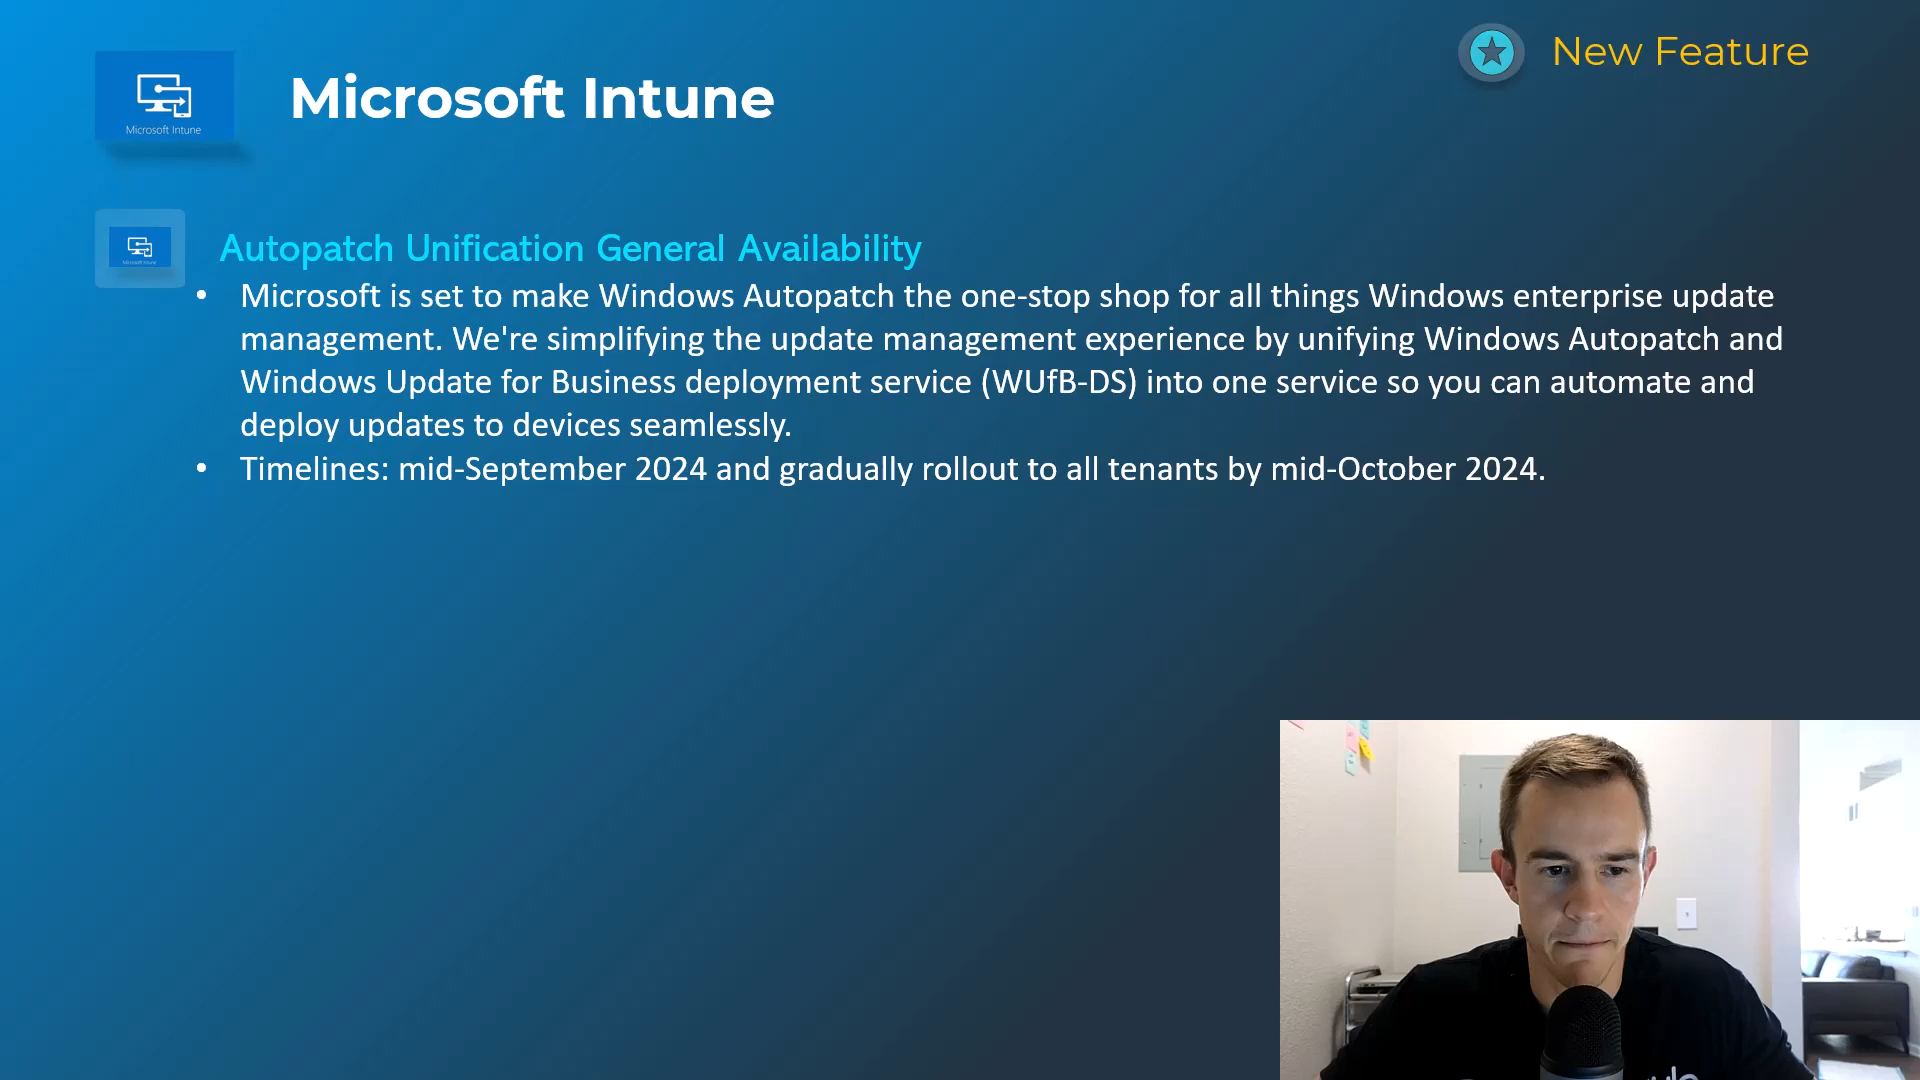 New Feature
Microsoft Intune
Microsoft Intune
Autopatch Unification General Availability
• Microsoft is set to make Windows Autopatch the one-stop shop for all things Windows enterprise update
management. We're simplifying the update management experience by unifying Windows Autopatch and
Windows Update for Business deployment service (WUfB-DS) into one service so you can automate and
deploy updates to devices seamlessly.
• Timelines: mid-September 2024 and gradually rollout to all tenants by mid-October 2024.